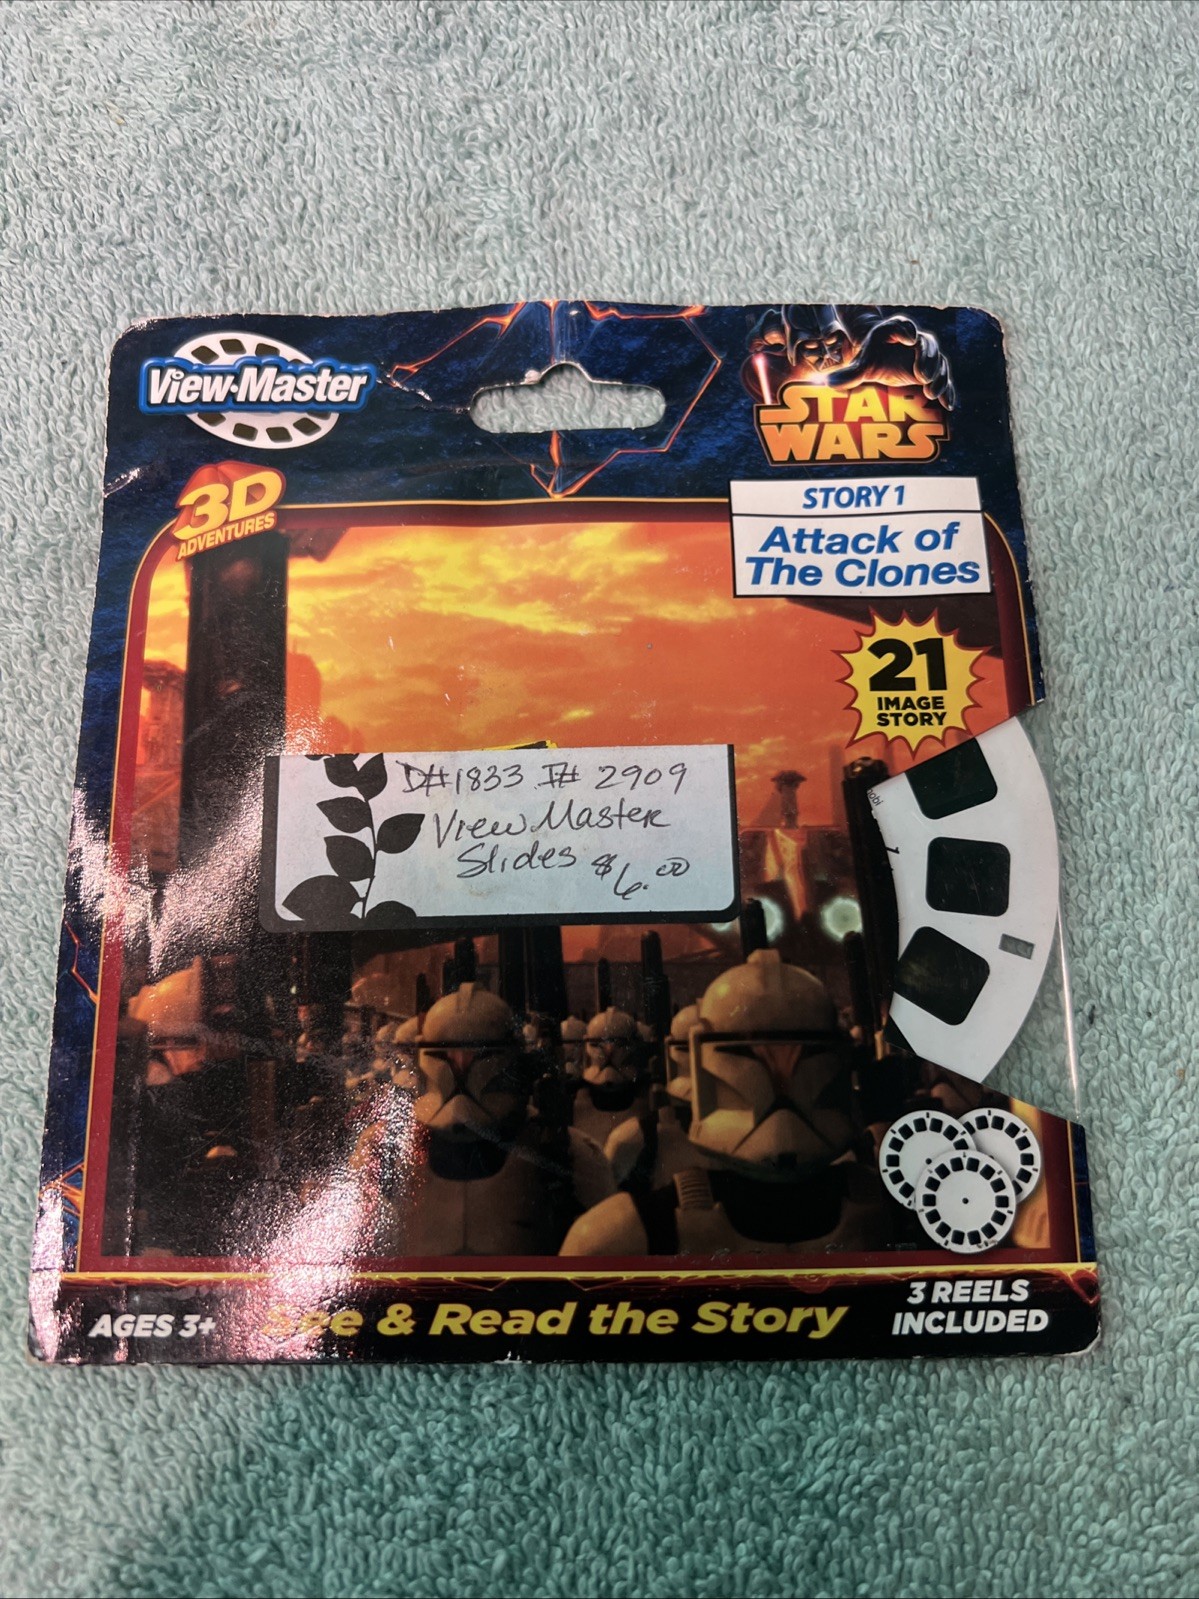 View-Master
STAR
WARS
3D
ADVENTURES
STORY 1
Attack of
The Clones
21
IMAGE
STORY
D#1833 I# 2909
View Master
Slides $6.00
1
AGES 3+
See & Read the Story
3 REELS
INCLUDED